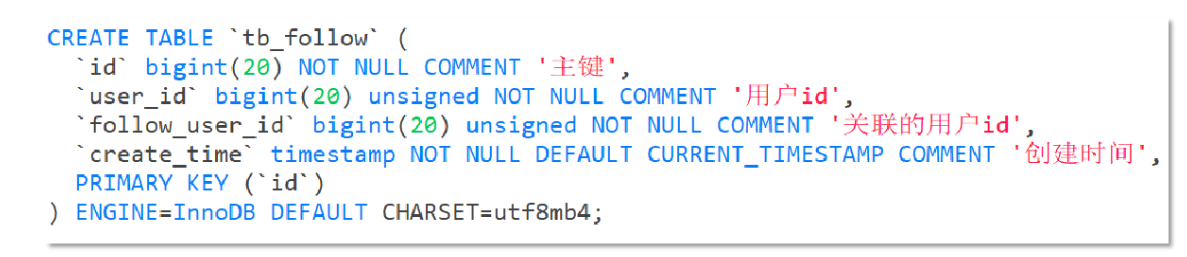 CREATE TABLE `tb_follow` (
  `id` bigint(20) NOT NULL COMMENT '主键',
  `user_id` bigint(20) unsigned NOT NULL COMMENT '用户id',
  `follow_user_id` bigint(20) unsigned NOT NULL COMMENT '关联的用户id',
  `create_time` timestamp NOT NULL DEFAULT CURRENT_TIMESTAMP COMMENT '创建时间',
  PRIMARY KEY (`id`)
) ENGINE=InnoDB DEFAULT CHARSET=utf8mb4;